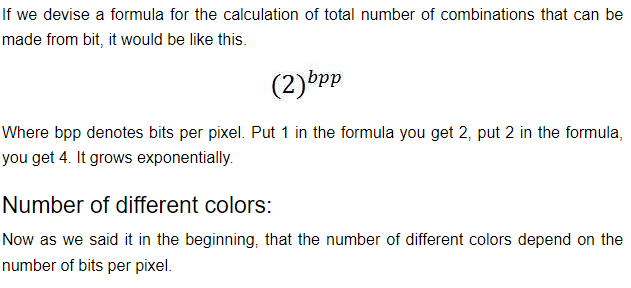 If we devise a formula for the calculation of total number of combinations that can be
made from bit, it would be like this.
(2)^bpp
Where bpp denotes bits per pixel. Put 1 in the formula you get 2, put 2 in the formula,
you get 4. It grows exponentially.
Number of different colors:
Now as we said it in the beginning, that the number of different colors depend on the
number of bits per pixel.